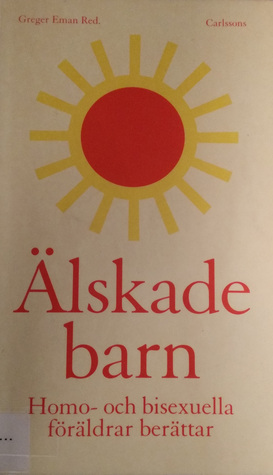 Greger Eman Red. Carlssons
Älskade
barn
Homo- och bisexuella
föräldrar berättar
...